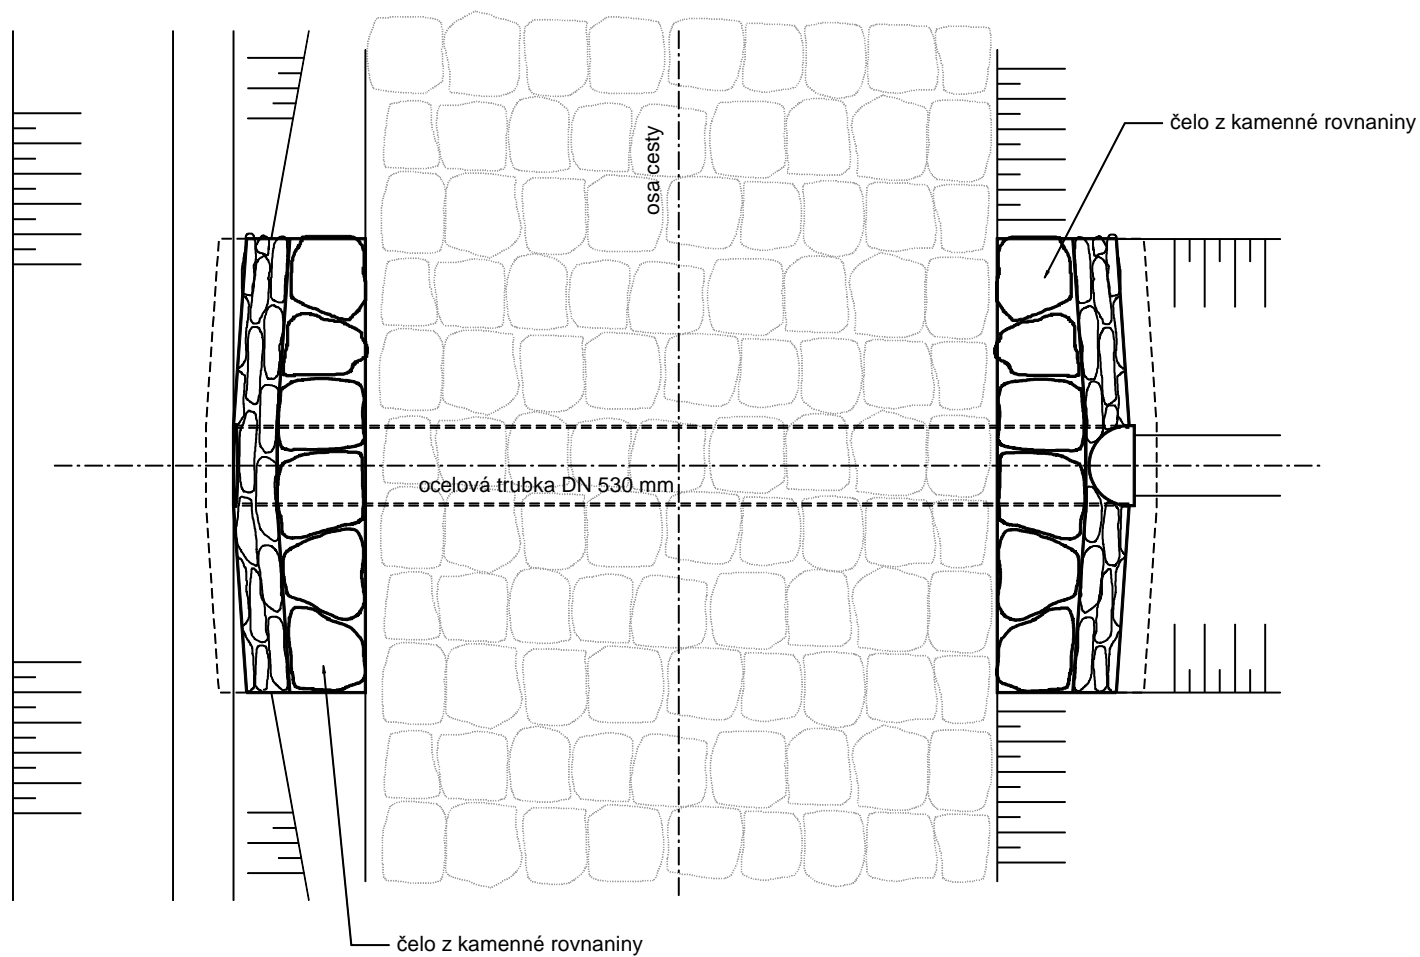 čelo z kamenné rovnaniny
osa cesty
ocelová trubka DN 530 mm
čelo z kamenné rovnaniny